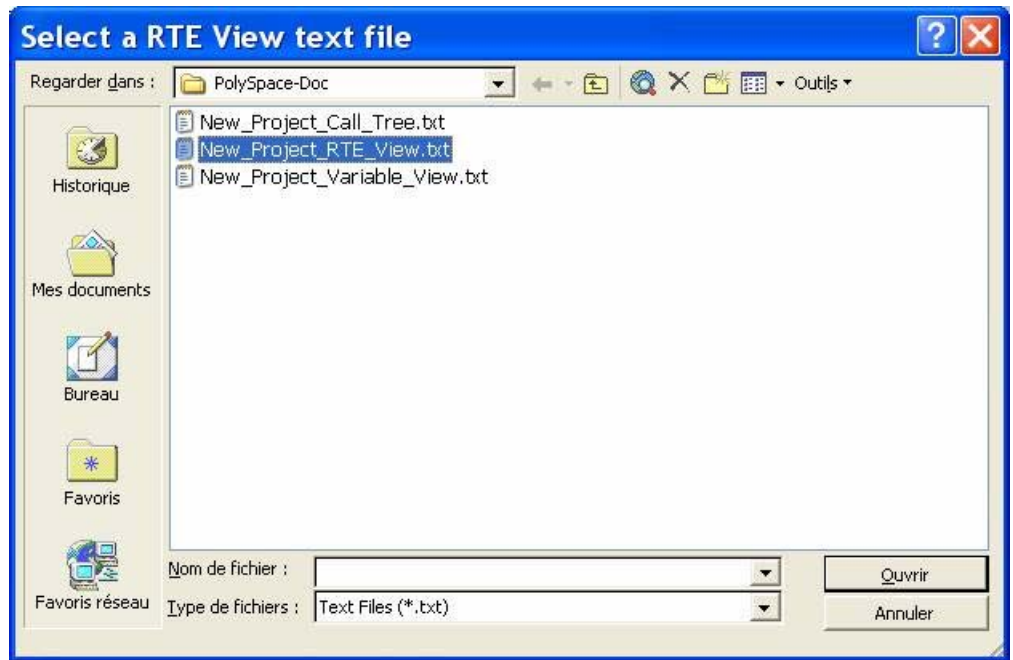 Select a RTE View text file
Regarder dans : PolySpace-Doc Outils
New_Project_Call_Tree.txt
New_Project_RTE_View.txt
New_Project_Variable_View.txt
Historique
Mes documents
Bureau
Favoris
Favoris réseau
Nom de fichier :
Ouvrir
Type de fichiers : Text Files (*.txt)
Annuler